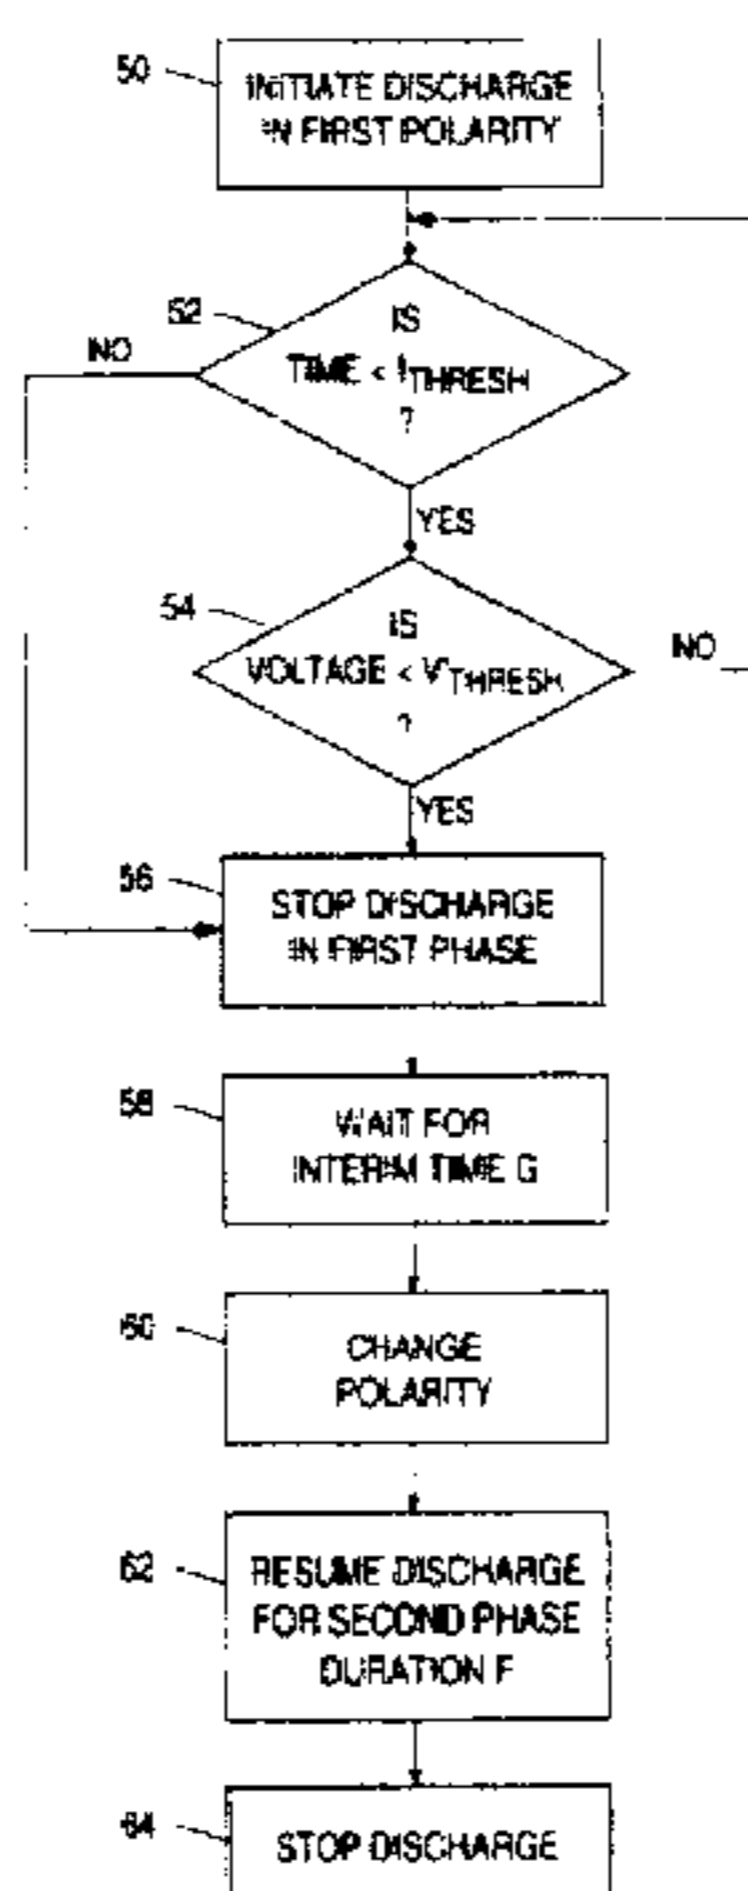 50
INITIATE DISCHARGE
IN FIRST POLARITY
52
IS
NO
TIME < tTHRESH
?
YES
54
IS
VOLTAGE < VTHRESH
NO
?
YES
56
STOP DISCHARGE
IN FIRST PHASE
58
WAIT FOR
INTERIM TIME G
60
CHANGE
POLARITY
62
RESUME DISCHARGE
FOR SECOND PHASE
DURATION F
64
STOP DISCHARGE